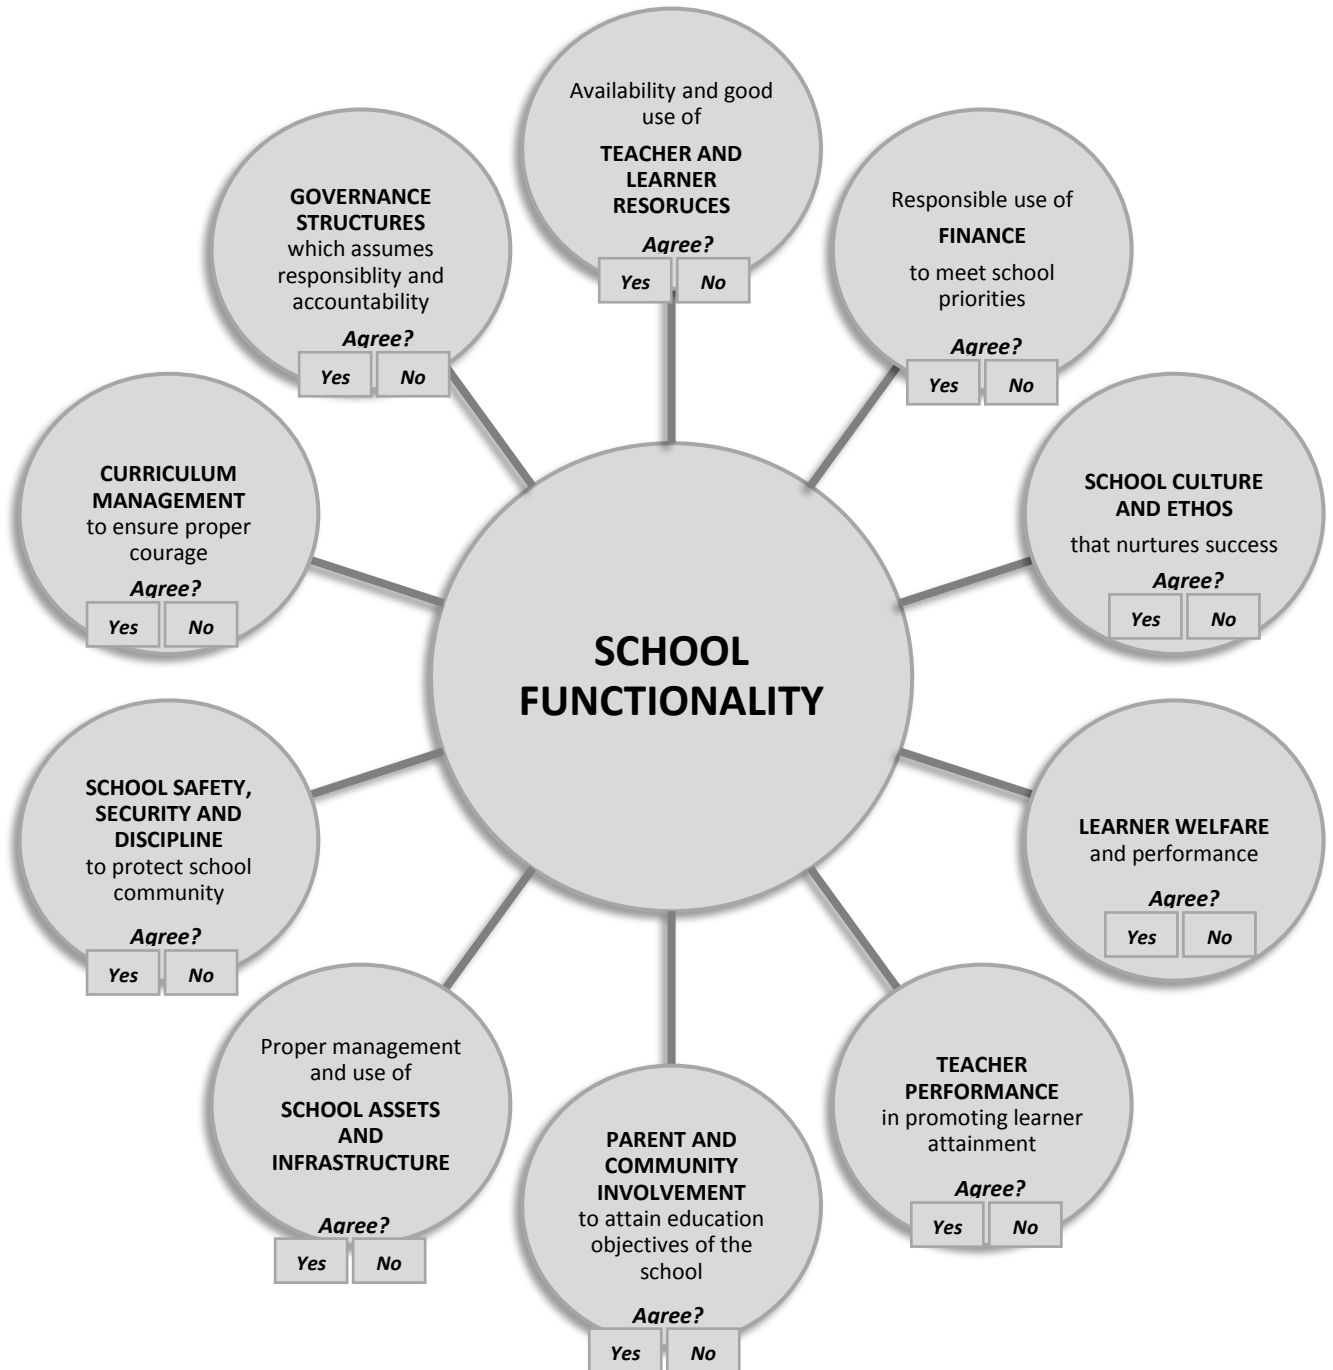 Availability and good
use of
TEACHER AND
LEARNER
RESORUCES
Agree?
Yes No
Responsible use of
FINANCE
to meet school
priorities
Agree?
Yes No
SCHOOL CULTURE
AND ETHOS
that nurtures success
Agree?
Yes No
LEARNER WELFARE
and performance
Agree?
Yes No
TEACHER
PERFORMANCE
in promoting learner
attainment
Agree?
Yes No
PARENT AND
COMMUNITY
INVOLVEMENT
to attain education
objectives of the
school
Agree?
Yes No
Proper management
and use of
SCHOOL ASSETS
AND
INFRASTRUCTURE
Agree?
Yes No
SCHOOL SAFETY,
SECURITY AND
DISCIPLINE
to protect school
community
Agree?
Yes No
CURRICULUM
MANAGEMENT
to ensure proper
courage
Agree?
Yes No
GOVERNANCE
STRUCTURES
which assumes
responsiblity and
accountability
Agree?
Yes No
SCHOOL
FUNCTIONALITY